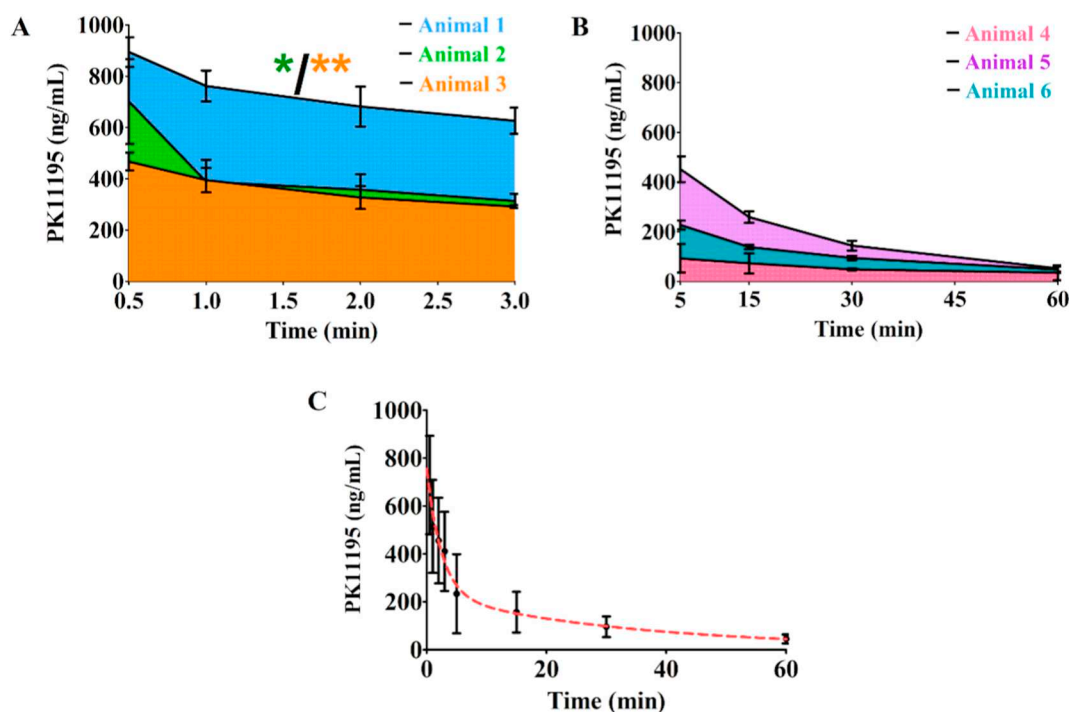 A
PK11195 (ng/mL)
1000
800
600
400
200
0
0.5
1.0
1.5
2.0
2.5
3.0
Time (min)
Animal 1
Animal 2
Animal 3
*/**
B
PK11195 (ng/mL)
1000
800
600
400
200
0
5
15
30
45
60
Time (min)
Animal 4
Animal 5
Animal 6
C
PK11195 (ng/mL)
1000
800
600
400
200
0
0
20
40
60
Time (min)